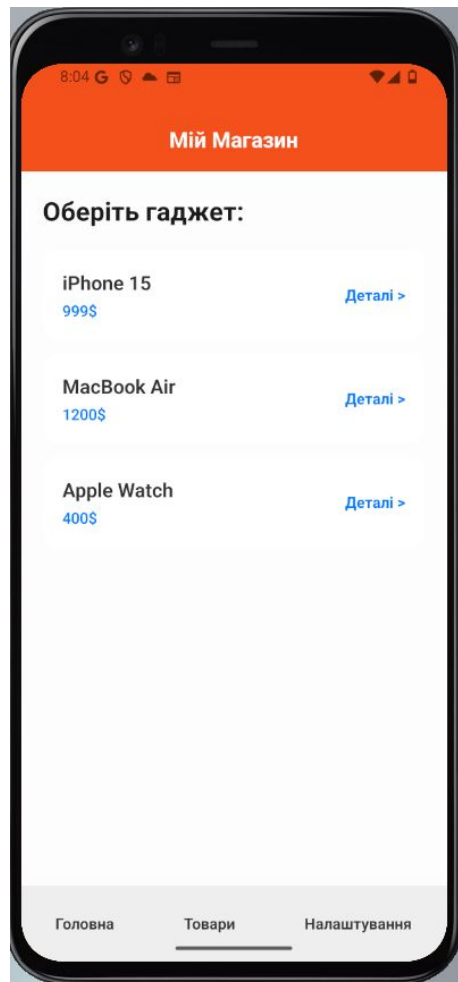 8:04 G
Мій Магазин
Оберіть гаджет:
iPhone 15
999$
Деталі >
MacBook Air
1200$
Деталі >
Apple Watch
400$
Деталі >
Головна Товари Налаштування